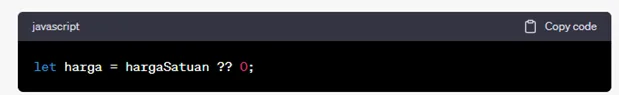 javascript
Copy code
let harga = hargaSatuan ?? 0;